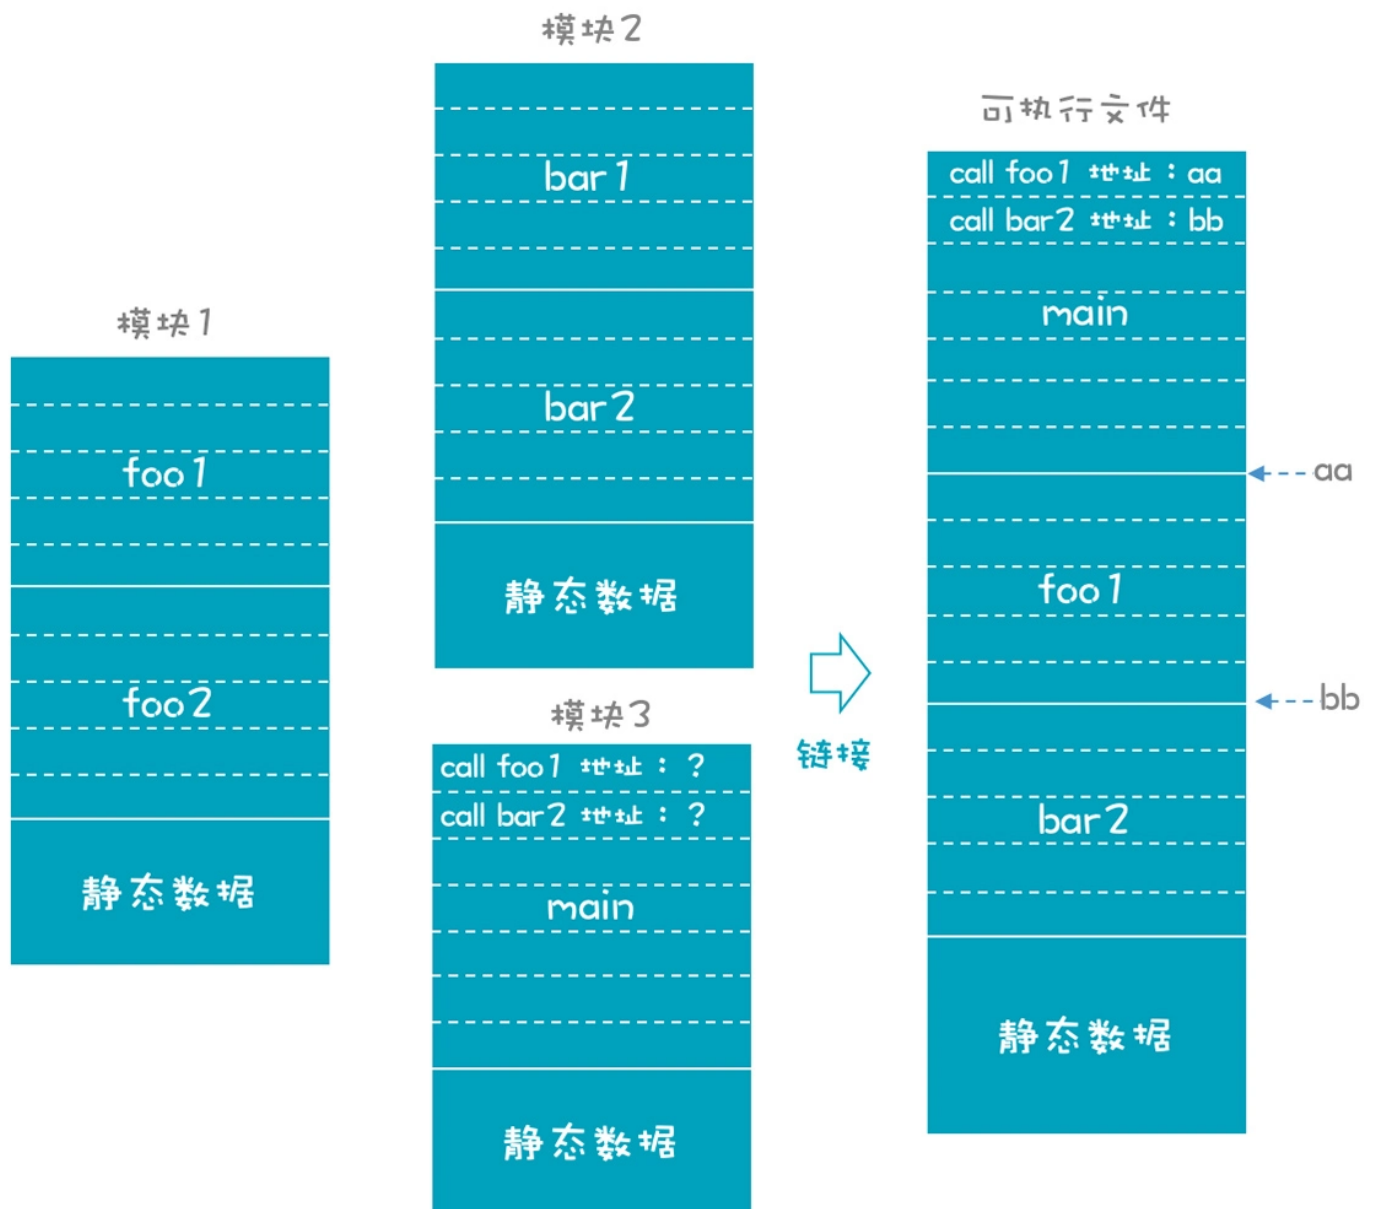 模块1
foo1
foo2
静态数据
模块2
bar1
bar2
静态数据
模块3
call foo1 地址：?
call bar2 地址：?
main
静态数据
链接
可执行文件
call foo1 地址：aa
call bar2 地址：bb
main
aa
foo1
bb
bar2
静态数据